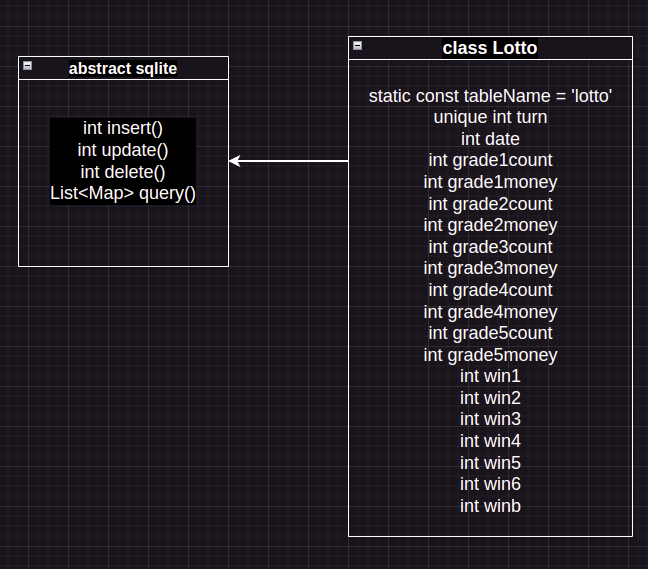 abstract sqlite
int insert()
int update()
int delete()
List<Map> query()
class Lotto
static const tableName = 'lotto'
unique int turn
int date
int grade1count
int grade1money
int grade2count
int grade2money
int grade3count
int grade3money
int grade4count
int grade4money
int grade5count
int grade5money
int win1
int win2
int win3
int win4
int win5
int win6
int winb